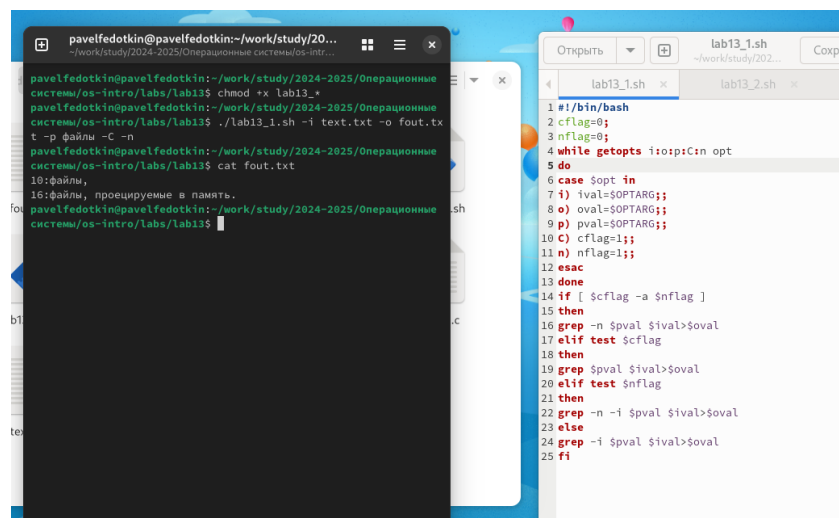 pavelfedotkin@pavelfedotkin:~/work/study/20...
~/work/study/2024-2025/Операционные системы/os-intr...
pavelfedotkin@pavelfedotkin:~/work/study/2024-2025/Операционные
системы/os-intro/labs/lab13$ chmod +x lab13_*
pavelfedotkin@pavelfedotkin:~/work/study/2024-2025/Операционные
системы/os-intro/labs/lab13$ ./lab13_1.sh -i text.txt -o fout.tx
t -p файлы -C -n
pavelfedotkin@pavelfedotkin:~/work/study/2024-2025/Операционные
системы/os-intro/labs/lab13$ cat fout.txt
10:файлы,
16:файлы, проецируемые в память.
pavelfedotkin@pavelfedotkin:~/work/study/2024-2025/Операционные
системы/os-intro/labs/lab13$
fou
.sh
b1
.c
tex
Открыть
lab13_1.sh
~/work/study/202...
Сохр
lab13_1.sh
lab13_2.sh
1 #!/bin/bash
2 cflag=0;
3 nflag=0;
4 while getopts i:o:p:C:n opt
5 do
6 case $opt in
7 i) ival=$OPTARG;;
8 o) oval=$OPTARG;;
9 p) pval=$OPTARG;;
10 C) cflag=1;;
11 n) nflag=1;;
12 esac
13 done
14 if [ $cflag -a $nflag ]
15 then
16 grep -n $pval $ival>$oval
17 elif test $cflag
18 then
19 grep $pval $ival>$oval
20 elif test $nflag
21 then
22 grep -n -i $pval $ival>$oval
23 else
24 grep -i $pval $ival>$oval
25 fi